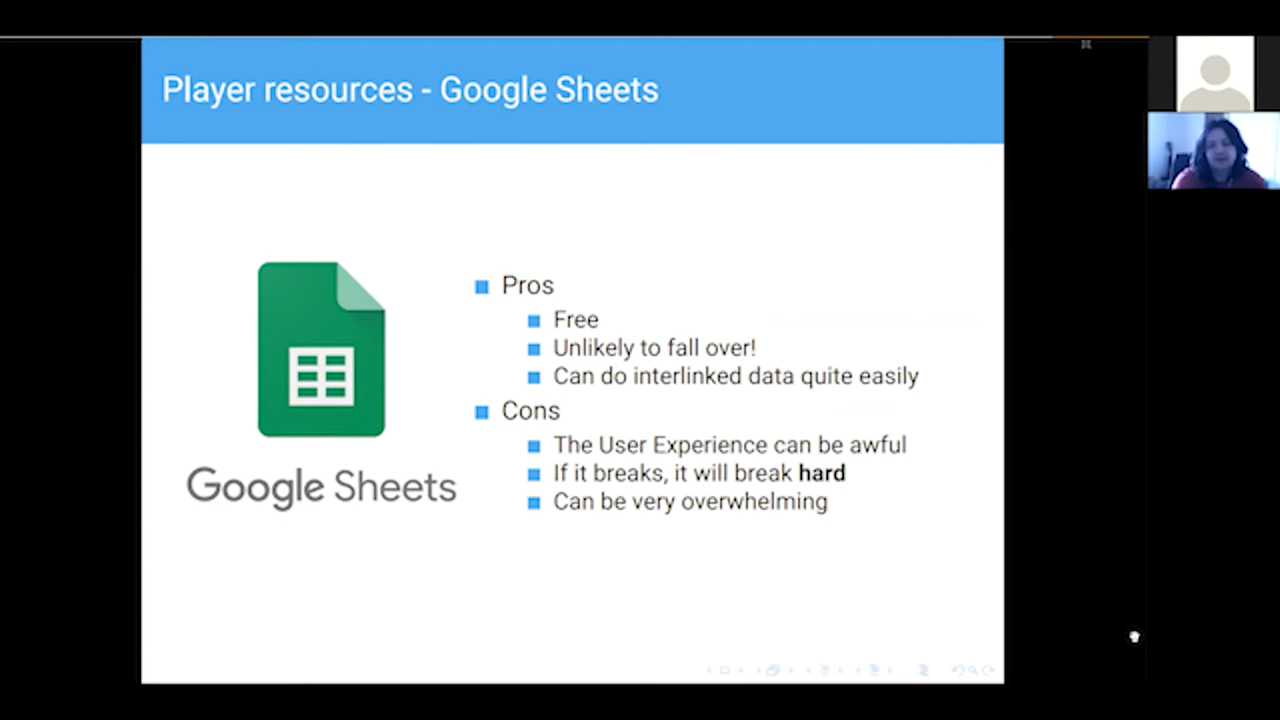 Player resources - Google Sheets
Pros
Free
Unlikely to fall over!
Can do interlinked data quite easily
Cons
The User Experience can be awful
If it breaks, it will break hard
Can be very overwhelming
Google Sheets